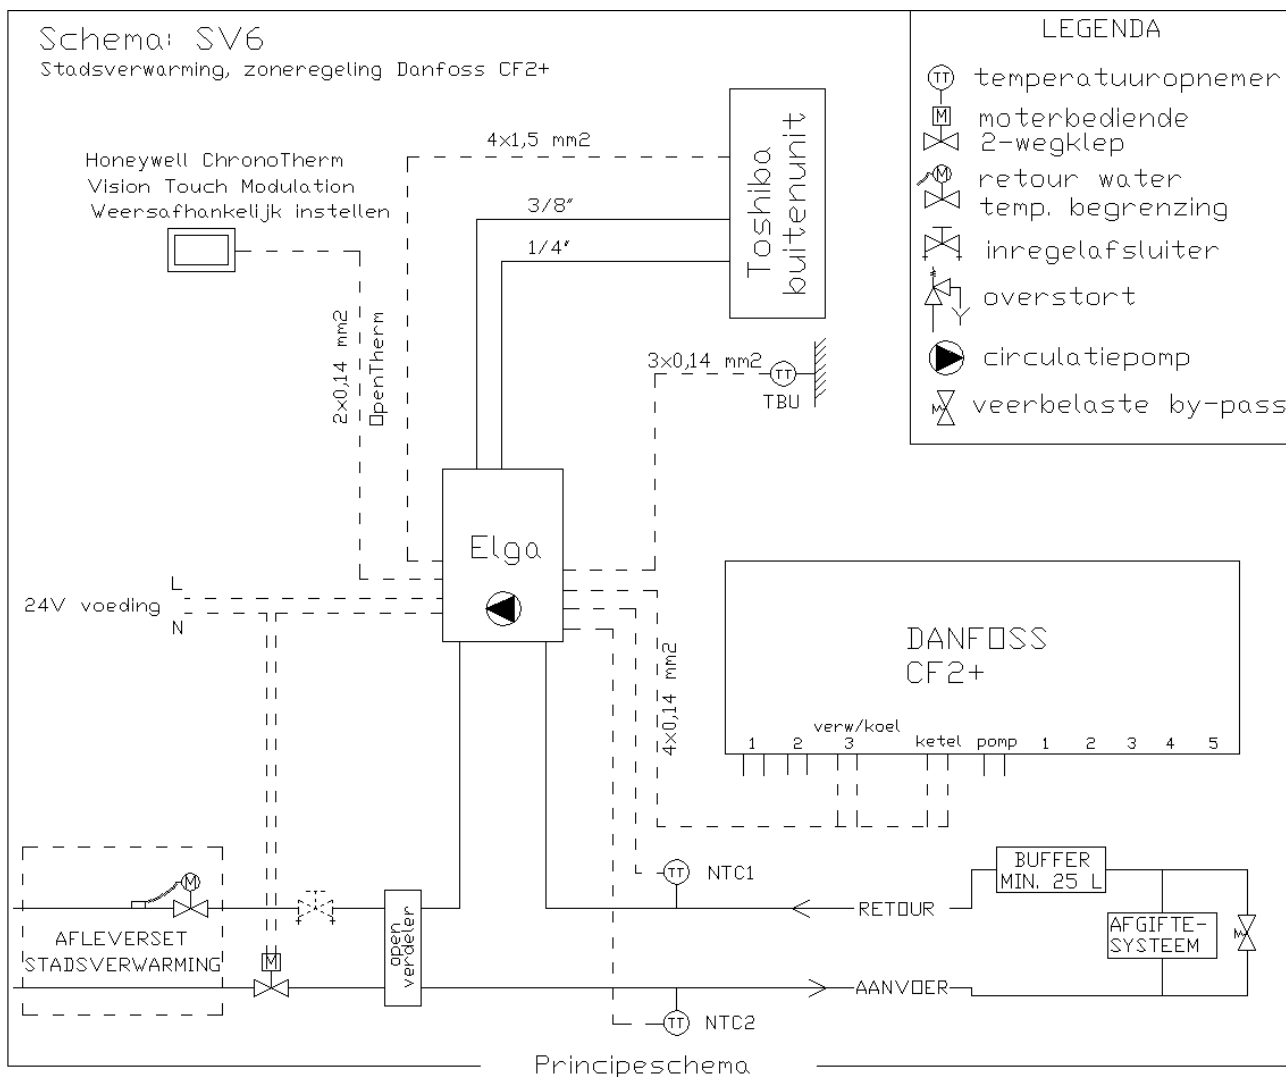 Schema: SV6
Stadsverwarming, zoneregeling Danfoss CF2+
LEGENDA
TT temperatuuropnemer
M moterbediende
2-wegklep
M retour water
temp. begrenzing
inregelafsluiter
overstort
circulatiepomp
veerbelaste by-pass
Honeywell ChronoTherm
Vision Touch Modulation
Weersafhankelijk instellen
4x1,5 mm2
3/8"
1/4"
Toshiba
buitenunit
2x0,14 mm2
OpenTherm
3x0,14 mm2
TT
TBU
Elga
L
24V voeding
N
4x0,14 mm2
DANFOSS
CF2+
verw/koel
1 2 3 ketel pomp 1 2 3 4 5
TT NTC1
BUFFER
MIN. 25 L
M
RETOUR
AFGIFTE-
SYSTEEM
M
AFLEVERSET
STADSVERWARMING
M
open
verdeler
AANVOER
TT NTC2
Principeschema